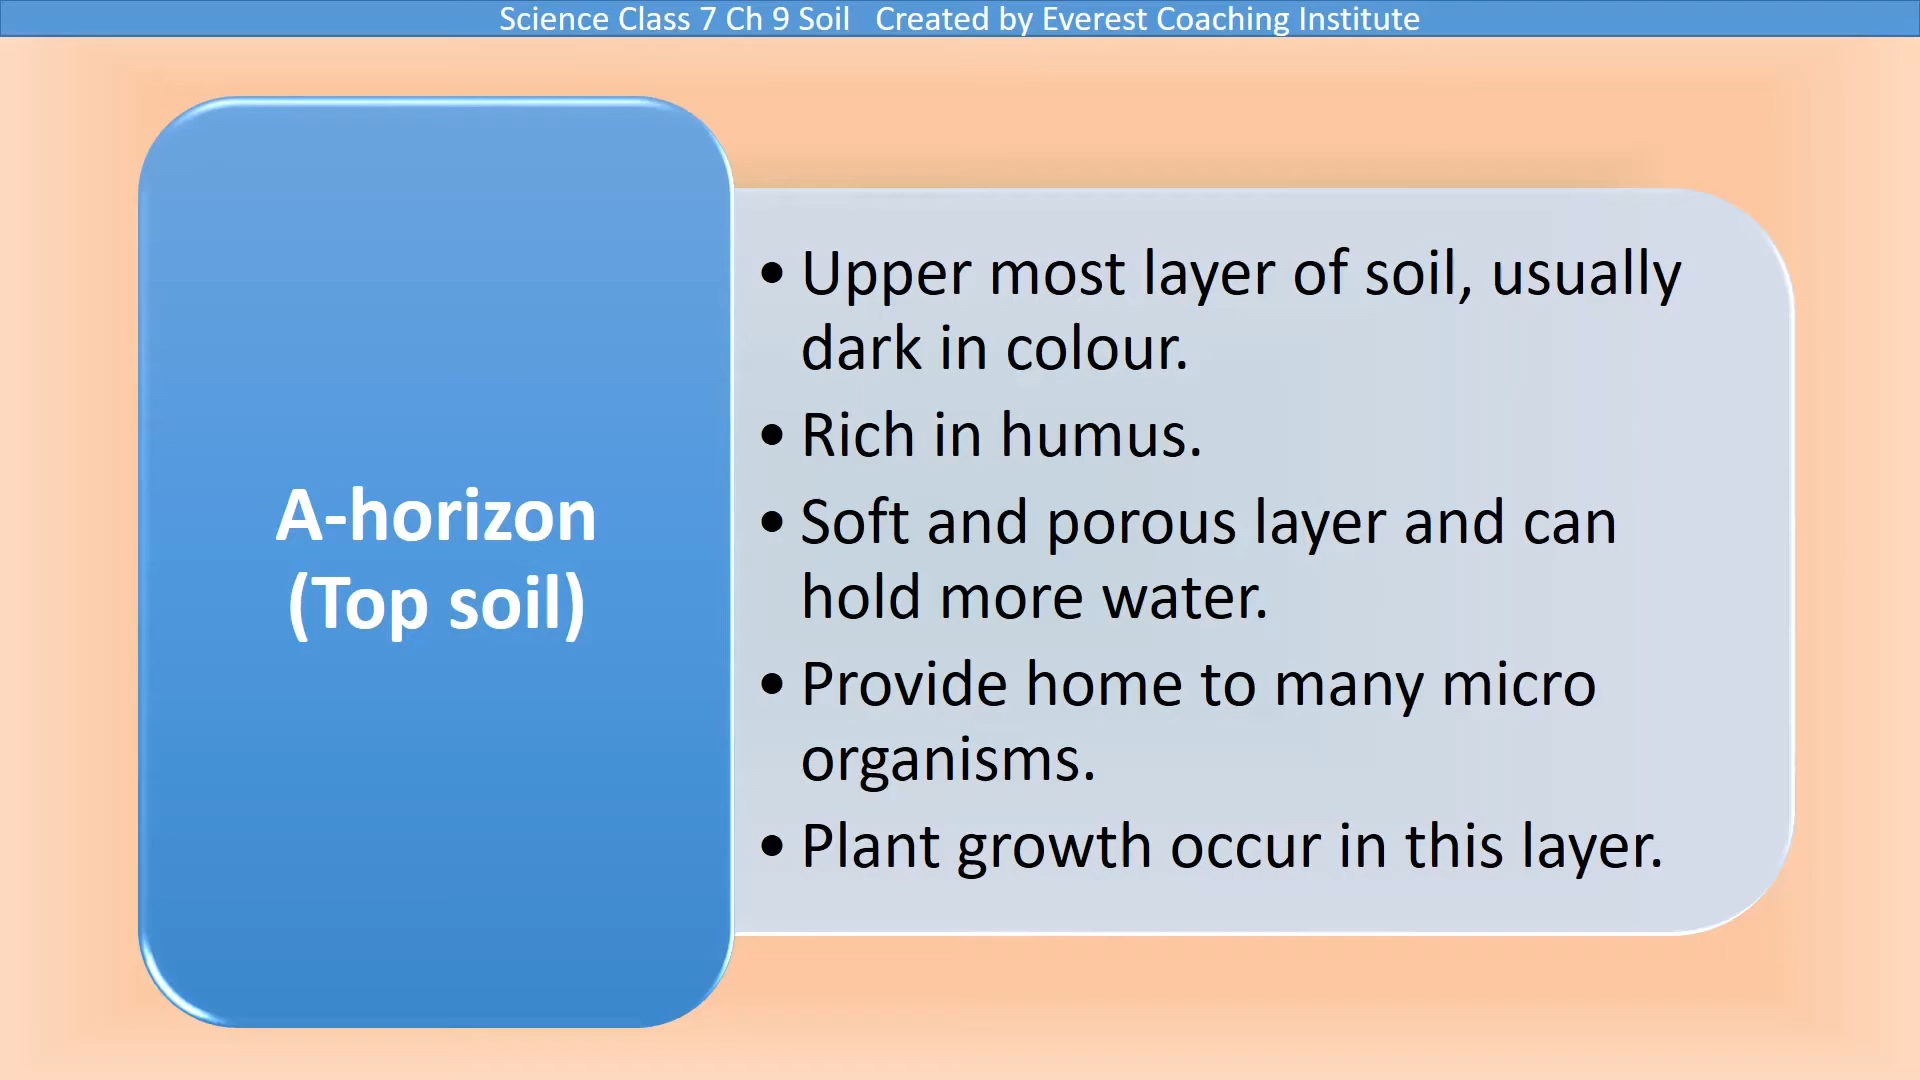 Science Class 7 Ch 9 Soil   Created by Everest Coaching Institute
A-horizon
(Top soil)
• Upper most layer of soil, usually
dark in colour.
• Rich in humus.
• Soft and porous layer and can
hold more water.
• Provide home to many micro
organisms.
• Plant growth occur in this layer.